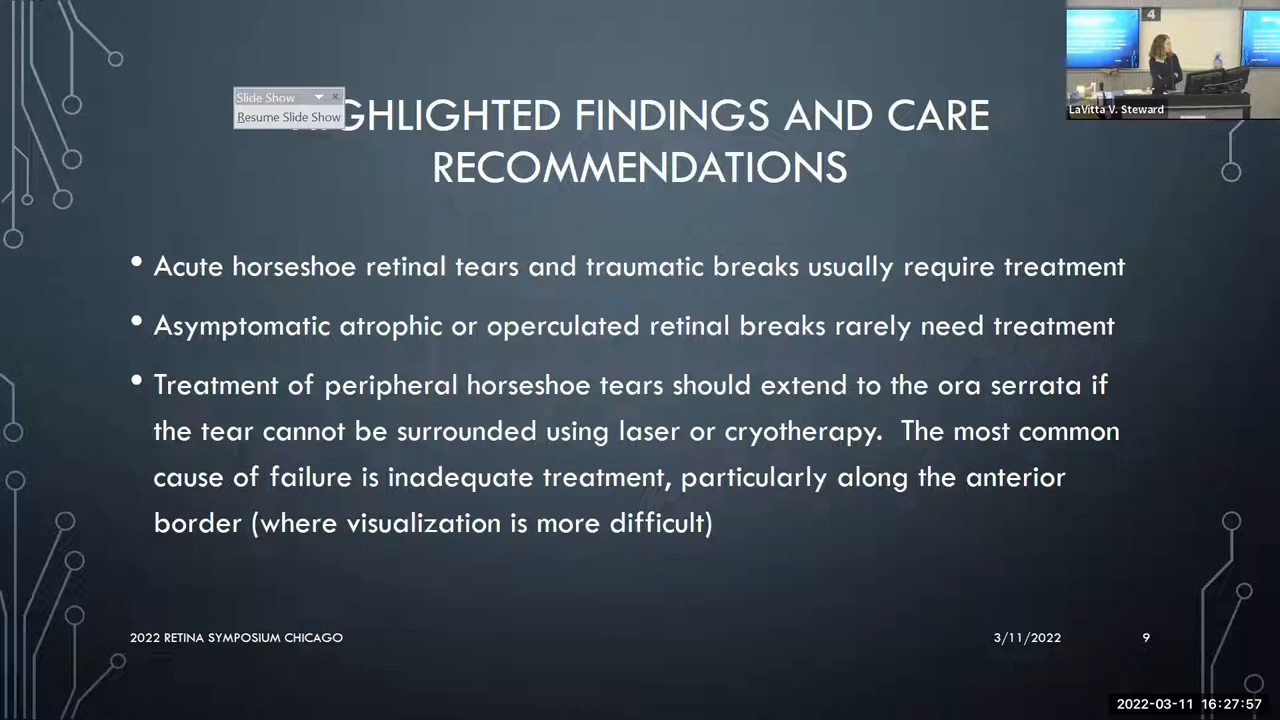 4
LaVitta V. Steward
Slide Show
Resume Slide Show
GHLIGHTED FINDINGS AND CARE
RECOMMENDATIONS
• Acute horseshoe retinal tears and traumatic breaks usually require treatment
• Asymptomatic atrophic or operculated retinal breaks rarely need treatment
• Treatment of peripheral horseshoe tears should extend to the ora serrata if
the tear cannot be surrounded using laser or cryotherapy. The most common
cause of failure is inadequate treatment, particularly along the anterior
border (where visualization is more difficult)
2022 RETINA SYMPOSIUM CHICAGO
3/11/2022
9
2022-03-11 16:27:57